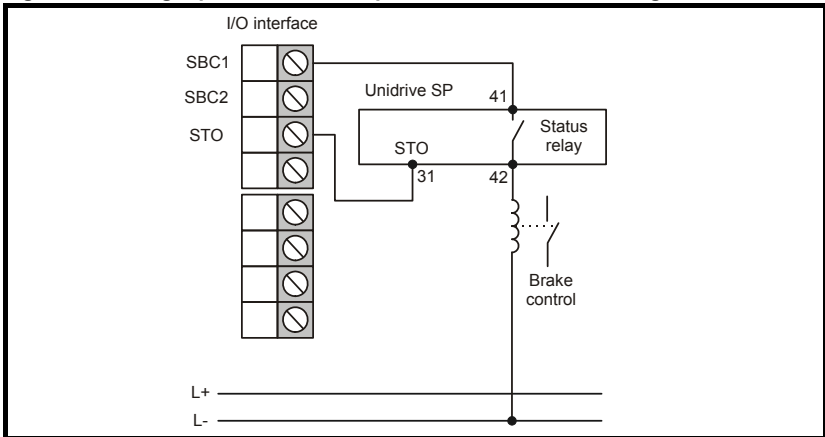 I/O interface
SBC1
SBC2
STO
Unidrive SP
41
Status
relay
STO
31
42
Brake
control
L+
L-